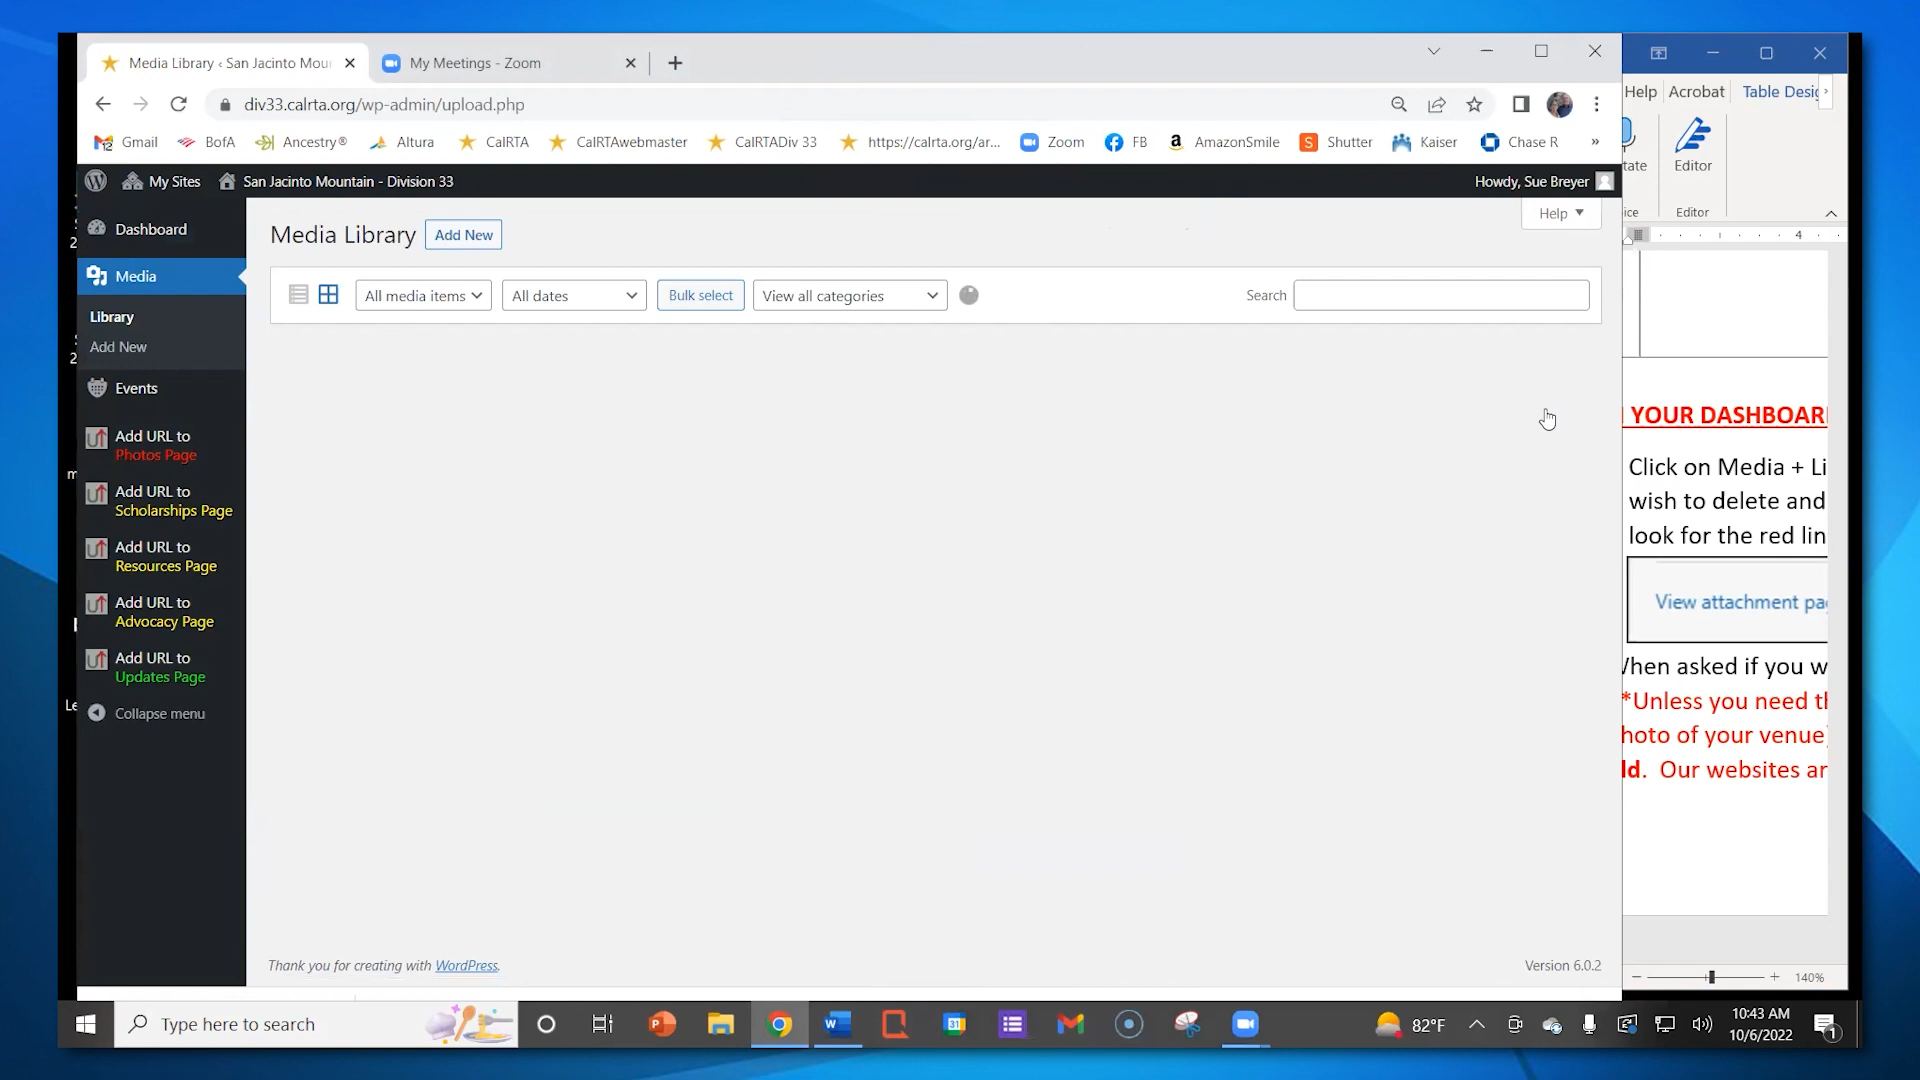 Media Library ‹ San Jacinto Mou
My Meetings - Zoom
Help
Acrobat
Table Desig
div33.calrta.org/wp-admin/upload.php
Gmail
BofA
Ancestry®
Altura
CalRTA
CalRTAwebmaster
CalRTADiv 33
https://calrta.org/ar...
Zoom
FB
AmazonSmile
Shutter
Kaiser
Chase R
»
tate
Editor
ice
Editor
My Sites
San Jacinto Mountain - Division 33
Howdy, Sue Breyer
Dashboard
Media
Library
Add New
Events
Add URL to
Photos Page
Add URL to
Scholarships Page
Add URL to
Resources Page
Add URL to
Advocacy Page
Add URL to
Updates Page
Collapse menu
Media Library
Add New
Help
All media items
All dates
Bulk select
View all categories
Search
4
YOUR DASHBOAR
Click on Media + Li
wish to delete and
look for the red lin
View attachment pa
hen asked if you w
*Unless you need t
hoto of your venue)
ld. Our websites ar
Thank you for creating with WordPress.
Version 6.0.2
140%
Type here to search
82°F
10:43 AM
10/6/2022
31
1